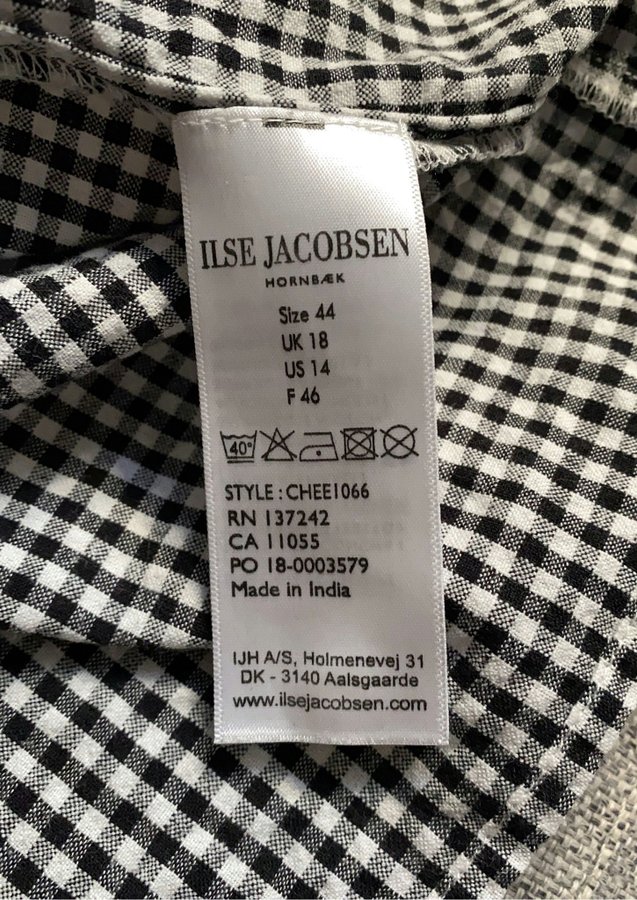 ILSE JACOBSEN
HORNBÆK
Size 44
UK 18
US 14
F 46
40°
STYLE : CHEE1066
RN 137242
CA 11055
PO 18-0003579
Made in India
IJH A/S, Holmenevej 31
DK - 3140 Aalsgaarde
www.ilsejacobsen.com